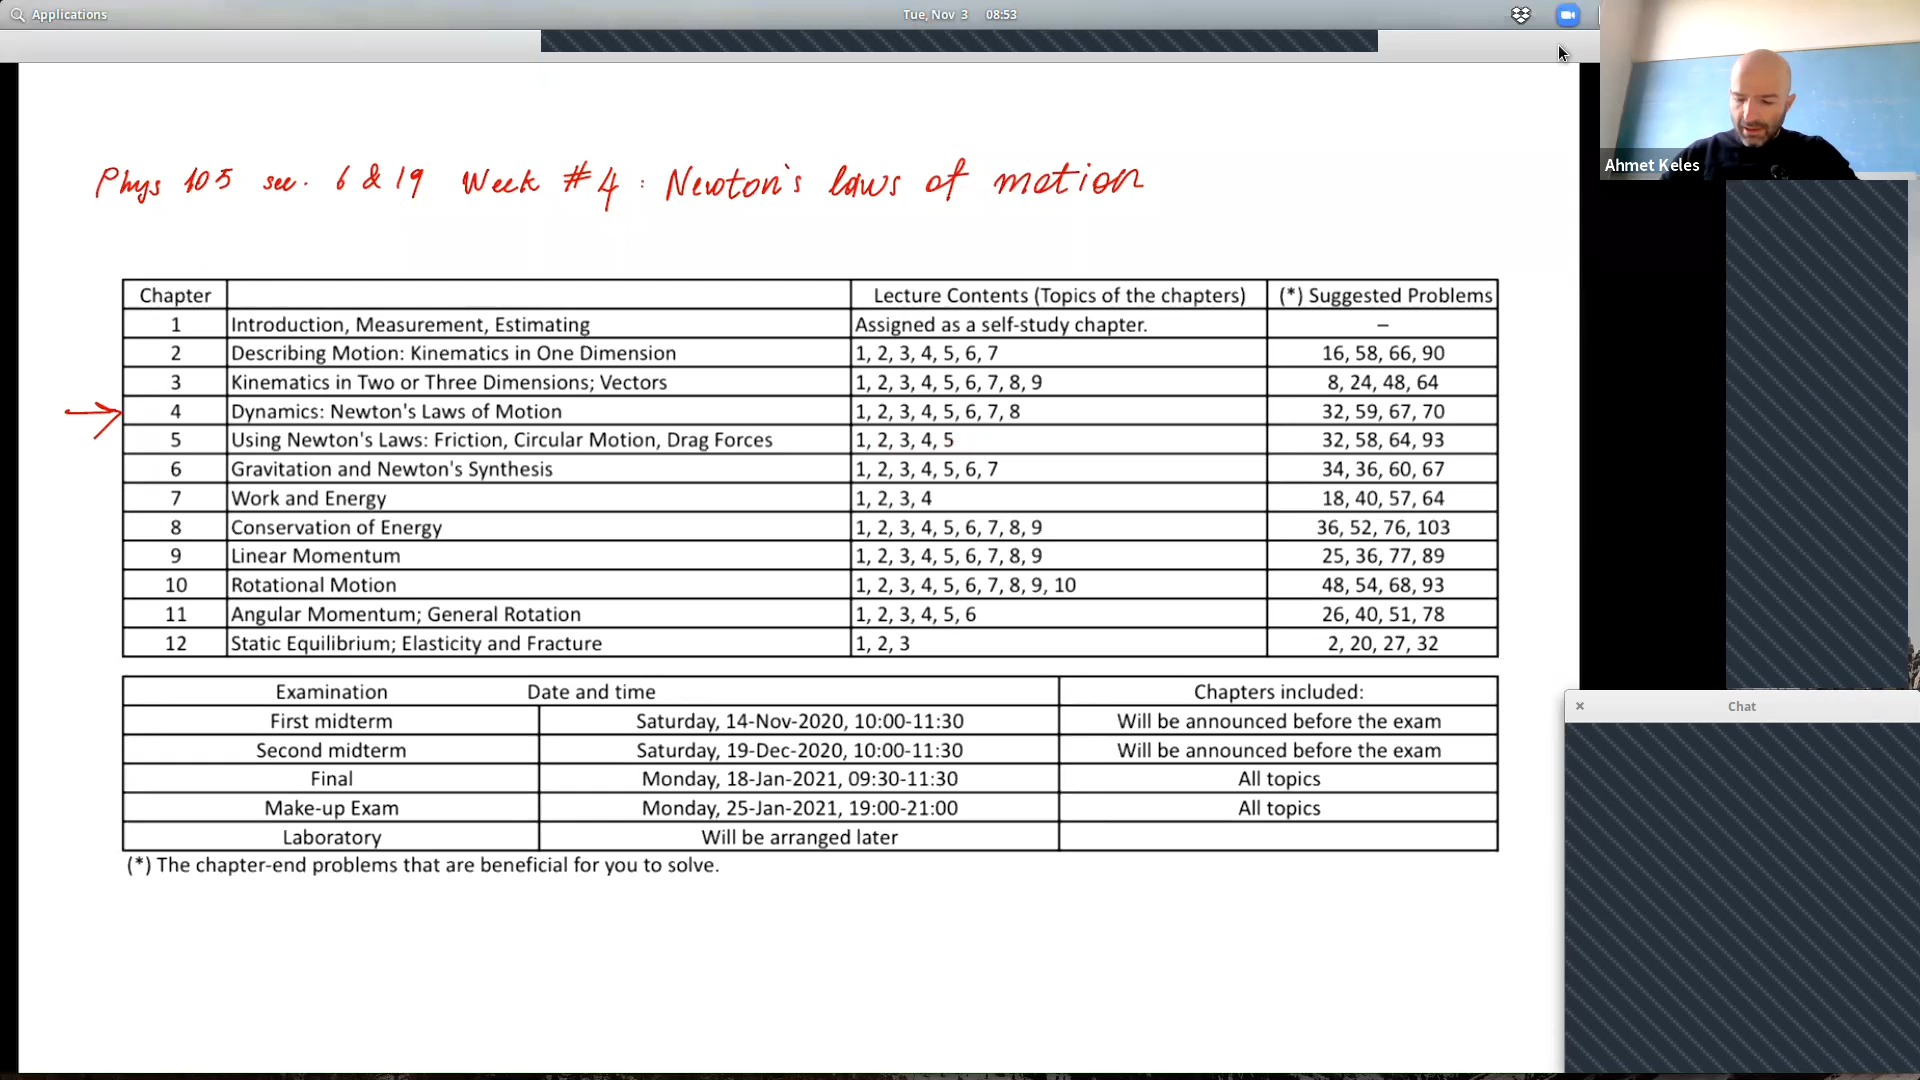 Applications
Tue, Nov 3 08:53
Ahmet Keles
Phys 105 sec. 6 & 19 Week #4 : Newton's laws of motion
Chapter Lecture Contents (Topics of the chapters) (*) Suggested Problems
1 Introduction, Measurement, Estimating Assigned as a self-study chapter. –
2 Describing Motion: Kinematics in One Dimension 1, 2, 3, 4, 5, 6, 7 16, 58, 66, 90
3 Kinematics in Two or Three Dimensions; Vectors 1, 2, 3, 4, 5, 6, 7, 8, 9 8, 24, 48, 64
4 Dynamics: Newton's Laws of Motion 1, 2, 3, 4, 5, 6, 7, 8 32, 59, 67, 70
5 Using Newton's Laws: Friction, Circular Motion, Drag Forces 1, 2, 3, 4, 5 32, 58, 64, 93
6 Gravitation and Newton's Synthesis 1, 2, 3, 4, 5, 6, 7 34, 36, 60, 67
7 Work and Energy 1, 2, 3, 4 18, 40, 57, 64
8 Conservation of Energy 1, 2, 3, 4, 5, 6, 7, 8, 9 36, 52, 76, 103
9 Linear Momentum 1, 2, 3, 4, 5, 6, 7, 8, 9 25, 36, 77, 89
10 Rotational Motion 1, 2, 3, 4, 5, 6, 7, 8, 9, 10 48, 54, 68, 93
11 Angular Momentum; General Rotation 1, 2, 3, 4, 5, 6 26, 40, 51, 78
12 Static Equilibrium; Elasticity and Fracture 1, 2, 3 2, 20, 27, 32
Examination Date and time Chapters included:
First midterm Saturday, 14-Nov-2020, 10:00-11:30 Will be announced before the exam
Second midterm Saturday, 19-Dec-2020, 10:00-11:30 Will be announced before the exam
Final Monday, 18-Jan-2021, 09:30-11:30 All topics
Make-up Exam Monday, 25-Jan-2021, 19:00-21:00 All topics
Laboratory Will be arranged later
(*) The chapter-end problems that are beneficial for you to solve.
Chat